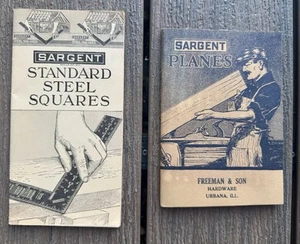 SARGENT
STANDARD
STEEL
SQUARES
SARGENT
PLANES
FREEMAN & SON
HARDWARE
URBANA, ILL.